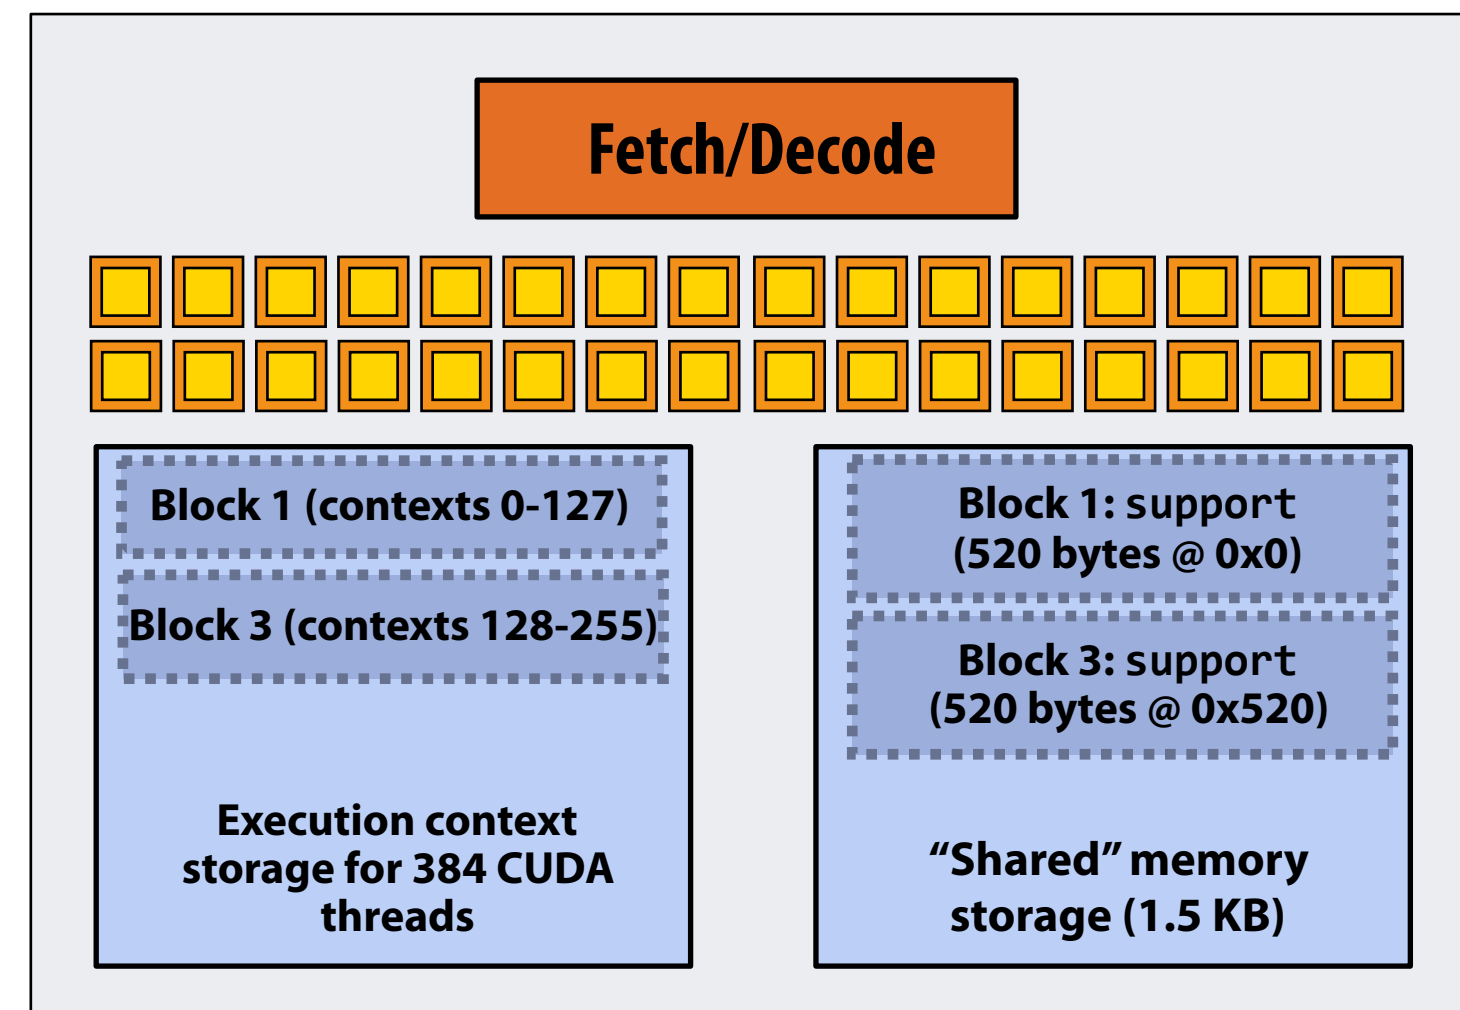 Fetch/Decode
Block 1 (contexts 0-127)
Block 3 (contexts 128-255)
Execution context
storage for 384 CUDA
threads
Block 1: support
(520 bytes @ 0x0)
Block 3: support
(520 bytes @ 0x520)
“Shared” memory
storage (1.5 KB)